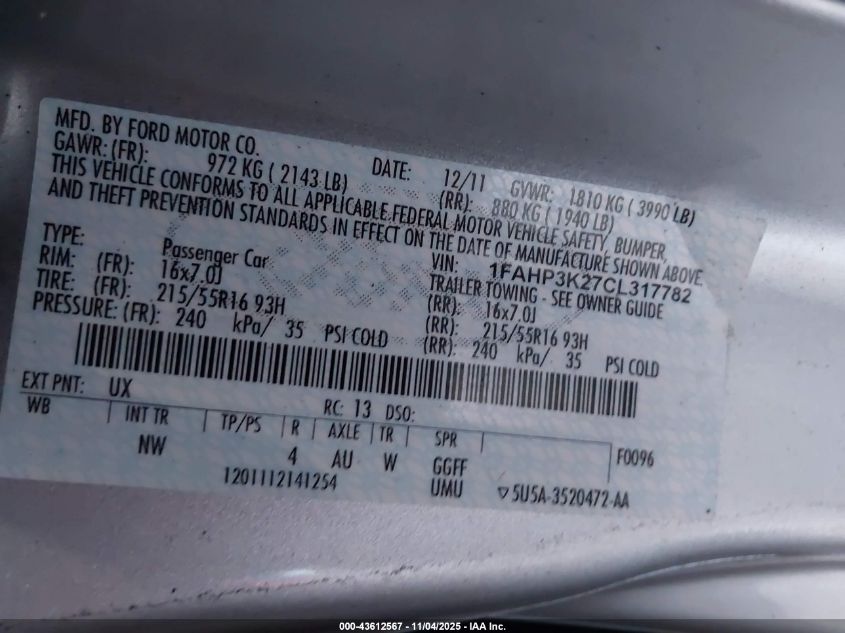 MFD. BY FORD MOTOR CO. DATE: 12/11 GVWR: 1810 KG ( 3990 LB)
GAWR: (FR): 972 KG ( 2143 LB) (RR): 880 KG ( 1940 LB)
THIS VEHICLE CONFORMS TO ALL APPLICABLE FEDERAL MOTOR VEHICLE SAFETY, BUMPER,
AND THEFT PREVENTION STANDARDS IN EFFECT ON THE DATE OF MANUFACTURE SHOWN ABOVE.
VIN: 1FAHP3K27CL317782
TYPE: Passenger Car TRAILER TOWING - SEE OWNER GUIDE
RIM: (FR): 16x7.0J (RR): 16x7.0J
TIRE: (FR): 215/55R16 93H (RR): 215/55R16 93H
PRESSURE: (FR): 240 kPa/ 35 PSI COLD (RR): 240 kPa/ 35 PSI COLD
EXT PNT: UX RC: 13 DSO:
WB INT TR TP/PS R AXLE TR SPR F0096
NW 4 AU W GGFF
1201112141254 UMU ▽5U5A-3520472-AA
000-43612567 - 11/04/2025 - IAA Inc.